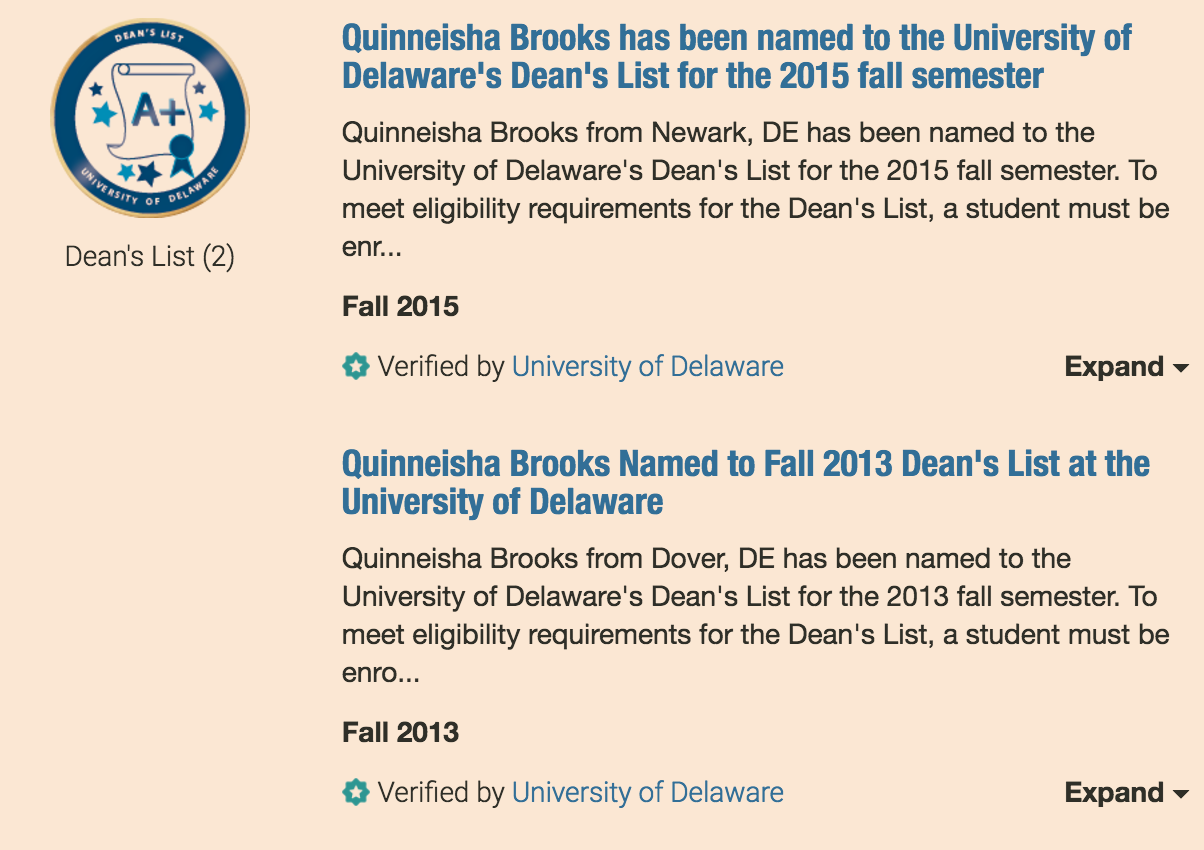 DEAN'S LIST
A+
UNIVERSITY OF DELAWARE
Dean's List (2)
Quinneisha Brooks has been named to the University of
Delaware's Dean's List for the 2015 fall semester
Quinneisha Brooks from Newark, DE has been named to the
University of Delaware's Dean's List for the 2015 fall semester. To
meet eligibility requirements for the Dean's List, a student must be
enr...
Fall 2015
Verified by University of Delaware
Expand
Quinneisha Brooks Named to Fall 2013 Dean's List at the
University of Delaware
Quinneisha Brooks from Dover, DE has been named to the
University of Delaware's Dean's List for the 2013 fall semester. To
meet eligibility requirements for the Dean's List, a student must be
enro...
Fall 2013
Verified by University of Delaware
Expand